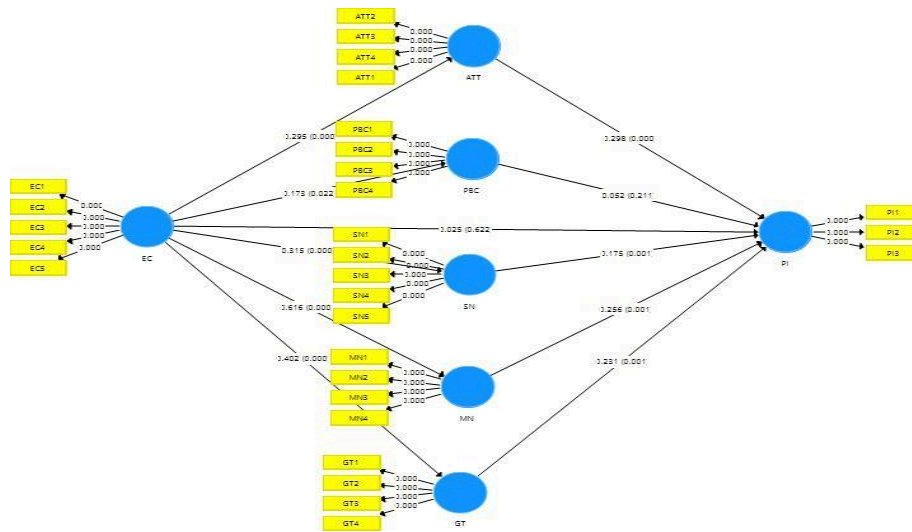 ATT2
ATT3
ATT4
ATT1
0.000
0.000
0.000
0.000
ATT
PBC1
PBC2
PBC3
PBC4
0.000
0.000
0.000
0.000
PBC
EC1
EC2
EC3
EC4
EC5
0.000
0.000
0.000
0.000
0.000
EC
SN1
SN2
SN3
SN4
SN5
0.000
0.000
0.000
0.000
0.000
SN
MN1
MN2
MN3
MN4
0.000
0.000
0.000
0.000
MN
GT1
GT2
GT3
GT4
0.000
0.000
0.000
0.000
GT
0.295 (0.000
0.173 (0.022
0.025 (0.622
0.315 (0.000
0.616 (0.000
0.402 (0.000
0.298 (0.000
0.052 (0.211
0.175 (0.001
0.256 (0.001
0.231 (0.001
PI1
PI2
PI3
0.000
0.000
0.000
PI